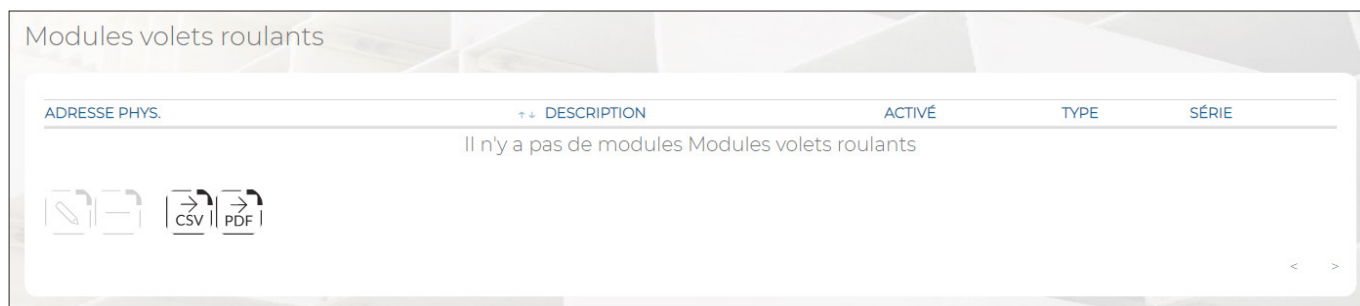 Modules volets roulants
ADRESSE PHYS. ↑↓ DESCRIPTION ACTIVÉ TYPE SÉRIE
Il n'y a pas de modules Modules volets roulants
CSV PDF
< >